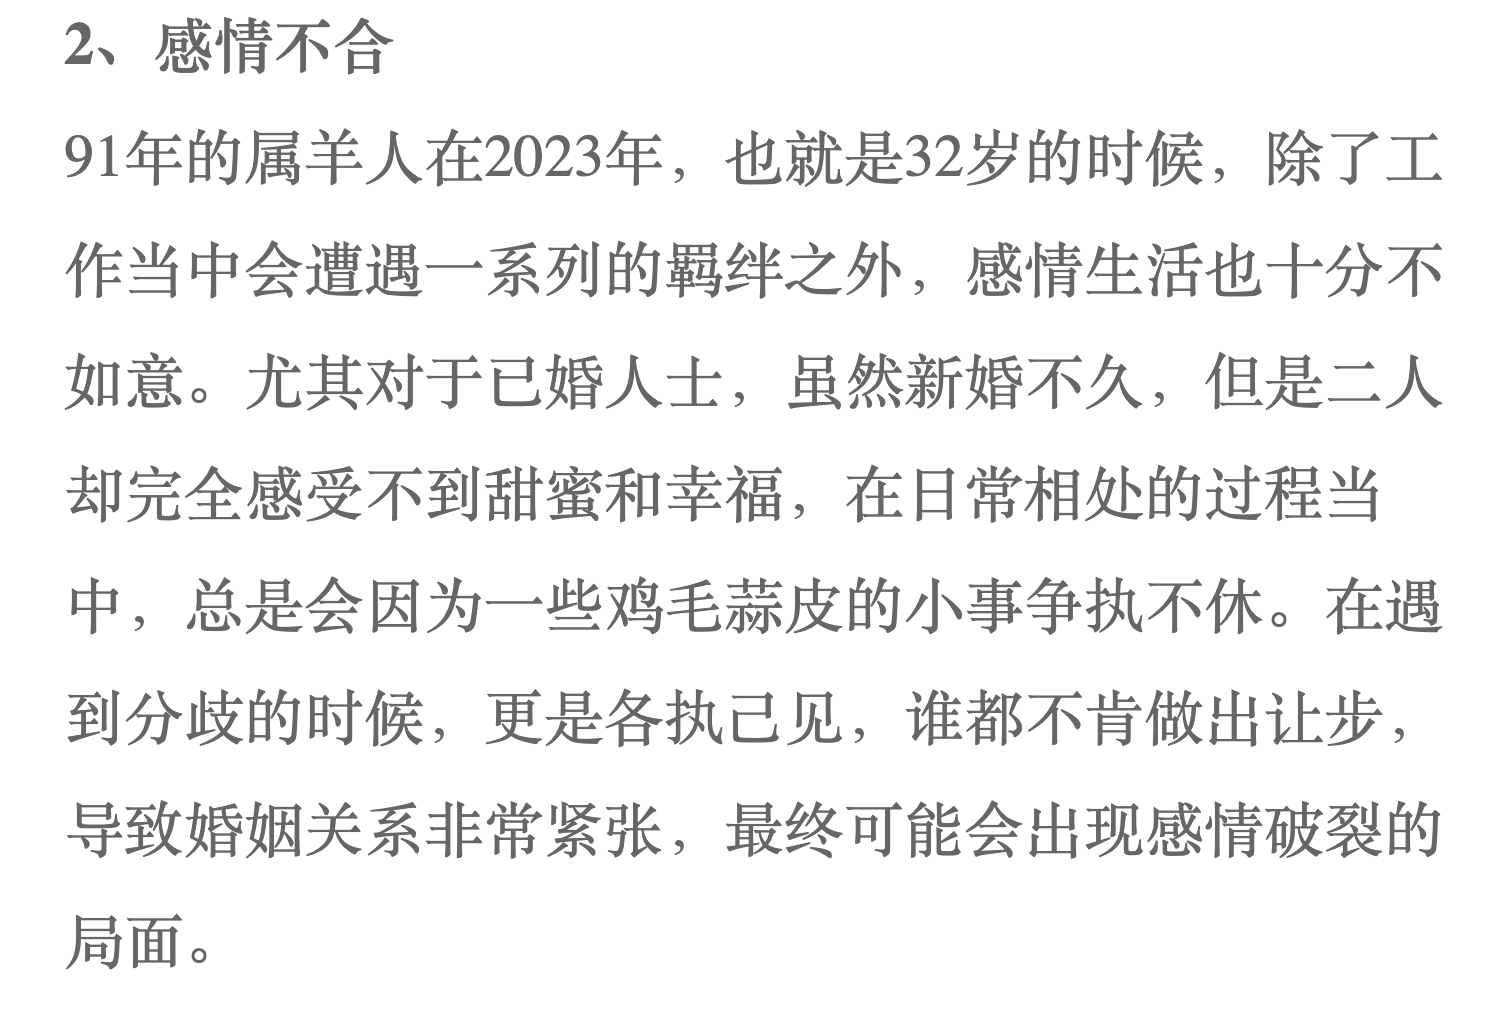 2、感情不合
91年的属羊人在2023年，也就是32岁的时候，除了工
作当中会遭遇一系列的羁绊之外，感情生活也十分不
如意。尤其对于已婚人士，虽然新婚不久，但是二人
却完全感受不到甜蜜和幸福，在日常相处的过程当
中，总是会因为一些鸡毛蒜皮的小事争执不休。在遇
到分歧的时候，更是各执己见，谁都不肯做出让步，
导致婚姻关系非常紧张，最终可能会出现感情破裂的
局面。